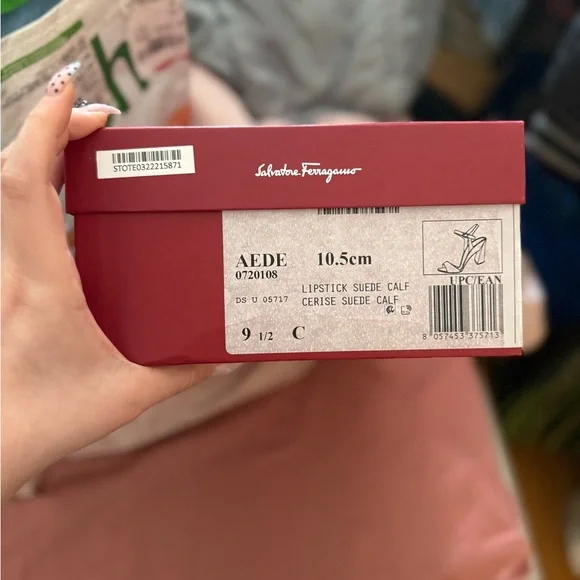 h
STOTE0322215871
Salvatore Ferragamo
AEDE 10.5cm
0720108
LIPSTICK SUEDE CALF
DS U 05717 CERISE SUEDE CALF
UPC/EAN
9 1/2 C
8 057453 375713